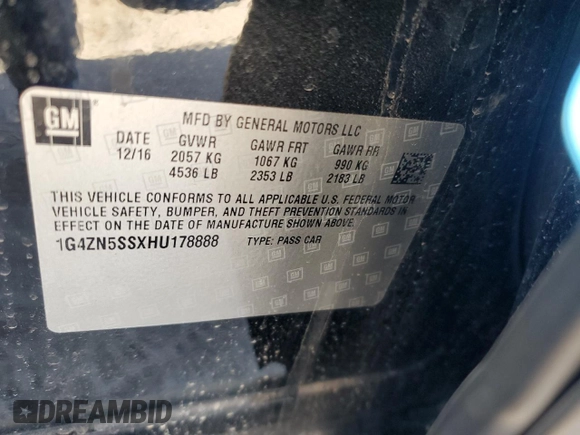 GM
MFD BY GENERAL MOTORS LLC
DATE GVWR GAWR FRT GAWR RR
12/16 2057 KG 1067 KG 990 KG
4536 LB 2353 LB 2183 LB
THIS VEHICLE CONFORMS TO ALL APPLICABLE U.S. FEDERAL MOTOR
VEHICLE SAFETY, BUMPER, AND THEFT PREVENTION STANDARDS IN
EFFECT ON THE DATE OF MANUFACTURE SHOWN ABOVE.
1G4ZN5SSXHU178888 TYPE: PASS CAR
DREAMBID